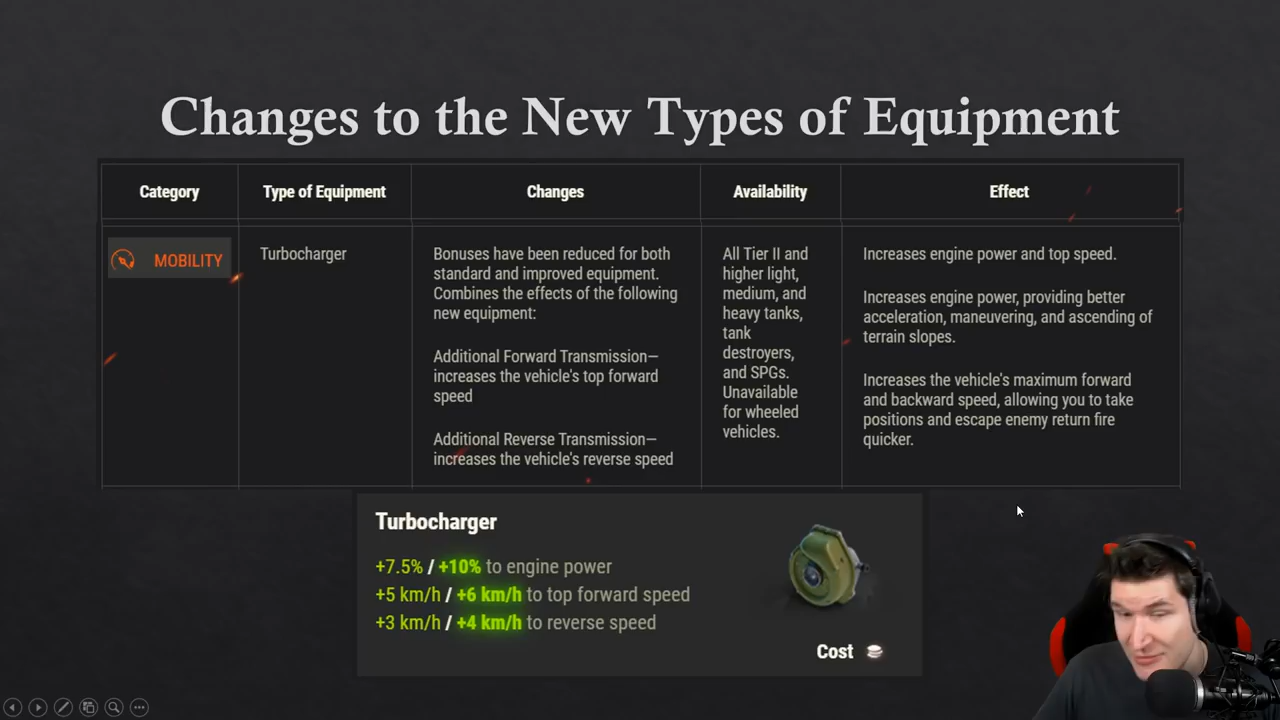 Changes to the New Types of Equipment
Category
Type of Equipment
Changes
Availability
Effect
MOBILITY
Turbocharger
Bonuses have been reduced for both
standard and improved equipment.
Combines the effects of the following
new equipment:
Additional Forward Transmission—
increases the vehicle's top forward
speed
Additional Reverse Transmission—
increases the vehicle's reverse speed
All Tier II and
higher light,
medium, and
heavy tanks,
tank
destroyers,
and SPGs.
Unavailable
for wheeled
vehicles.
Increases engine power and top speed.
Increases engine power, providing better
acceleration, maneuvering, and ascending of
terrain slopes.
Increases the vehicle's maximum forward
and backward speed, allowing you to take
positions and escape enemy return fire
quicker.
Turbocharger
+7.5% / +10% to engine power
+5 km/h / +6 km/h to top forward speed
+3 km/h / +4 km/h to reverse speed
Cost